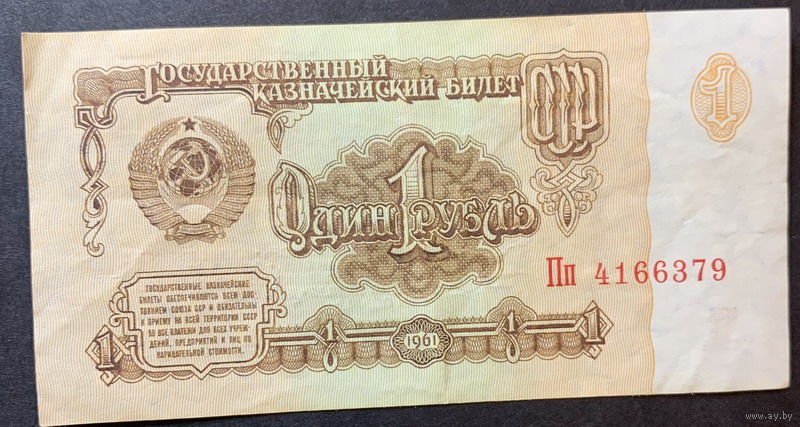 Государственный
казначейский билет
СССР
1
Один 1 рубль
Пп 4166379
ГОСУДАРСТВЕННЫЕ КАЗНАЧЕЙСКИЕ
БИЛЕТЫ ОБЕСПЕЧИВАЮТСЯ ВСЕМ ДОС-
ТОЯНИЕМ СОЮЗА ССР И ОБЯЗАТЕЛЬНЫ
К ПРИЕМУ НА ВСЕЙ ТЕРРИТОРИИ СССР
ВО ВСЕ ПЛАТЕЖИ ДЛЯ ВСЕХ УЧРЕЖ-
ДЕНИЙ, ПРЕДПРИЯТИЙ И ЛИЦ ПО
НАРИЦАТЕЛЬНОЙ СТОИМОСТИ.
1 1 1961 1 1
www.ay.by